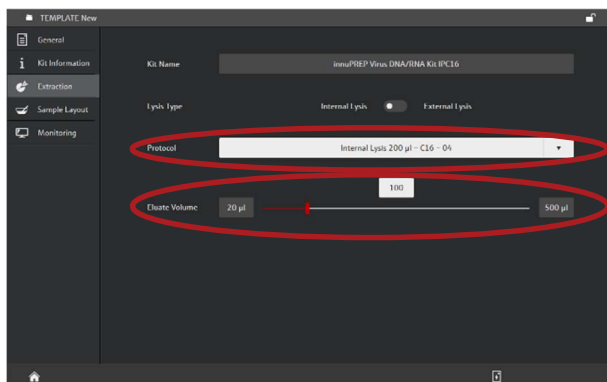 TEMPLATE New
General
Kit Information
Extraction
Sample Layout
Monitoring
Kit Name innuPREP Virus DNA/RNA Kit IPC16
Lysis Type Internal Lysis External Lysis
Protocol Internal Lysis 200 µl – C16 – 04
100
Eluate Volume 20 µl 500 µl